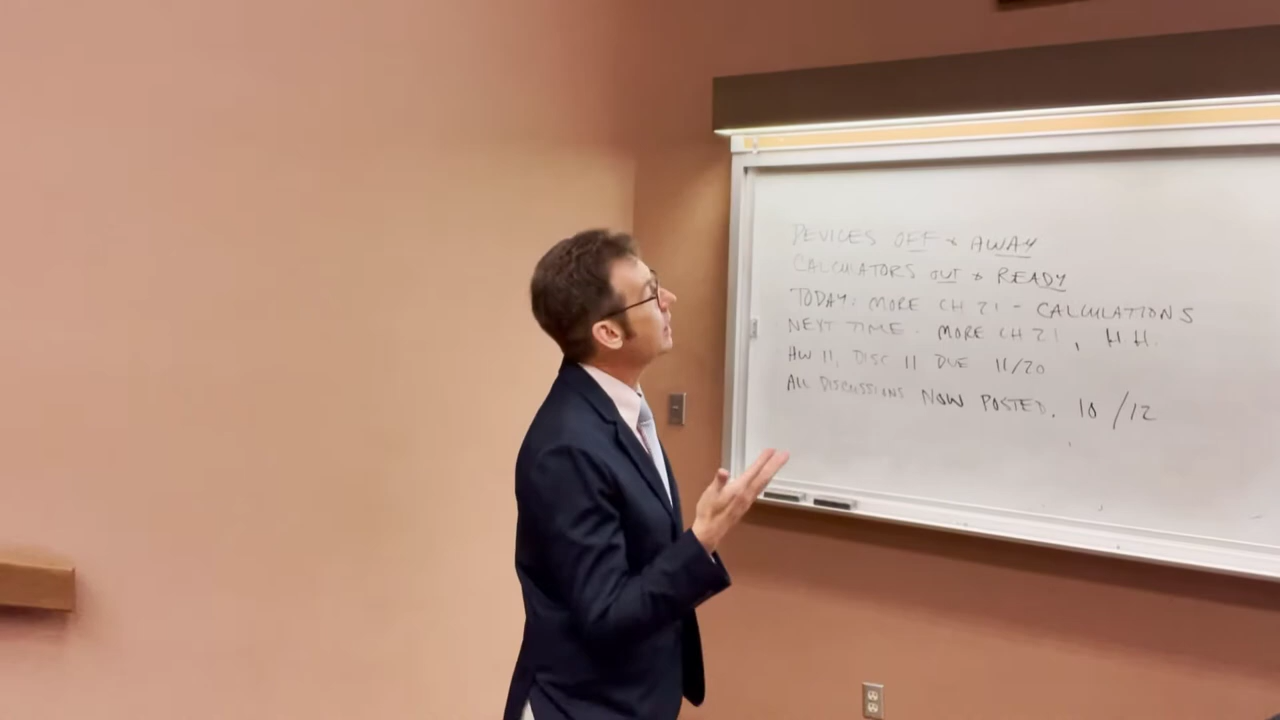 DEVICES OFF & AWAY
CALCULATORS OUT & READY
TODAY: MORE CH 21 - CALCULATIONS
NEXT TIME: MORE CH 21, H.H.
HW 11, DISC 11 DUE 11/20
ALL DISCUSSIONS NOW POSTED. 10/12